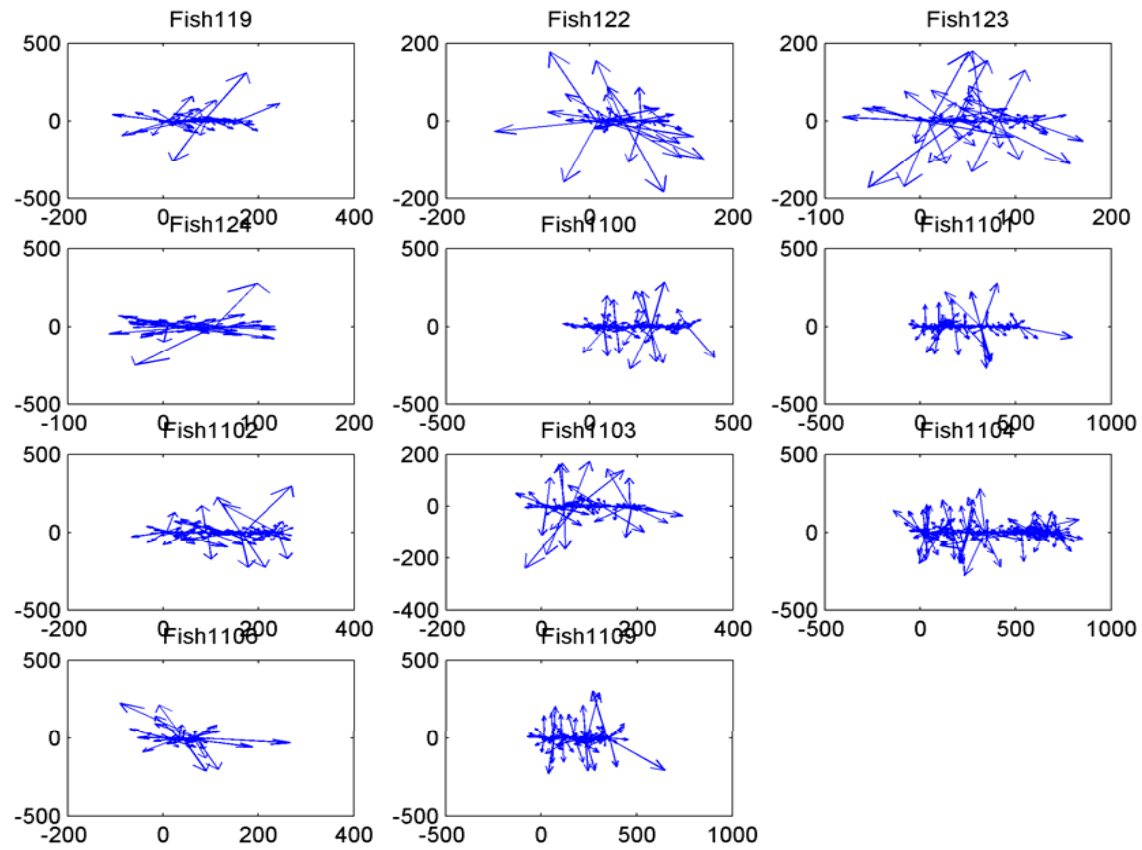 Fish119 Fish122 Fish123
500 200 200
0 0 0
-500 -200 -200
-200 0 200 400 -200 0 200 -100 0 100 200
Fish124 Fish1100 Fish1101
500 500 500
0 0 0
-500 -500 -500
-100 0 100 200 -500 0 500 -500 0 500 1000
Fish1102 Fish1103 Fish1104
500 200 500
0 0 0
-200
-500 -400 -500
-200 0 200 400 -200 0 200 400 -500 0 500 1000
Fish1106 Fish1109
500 500
0 0
-500 -500
-200 0 200 400 -500 0 500 1000